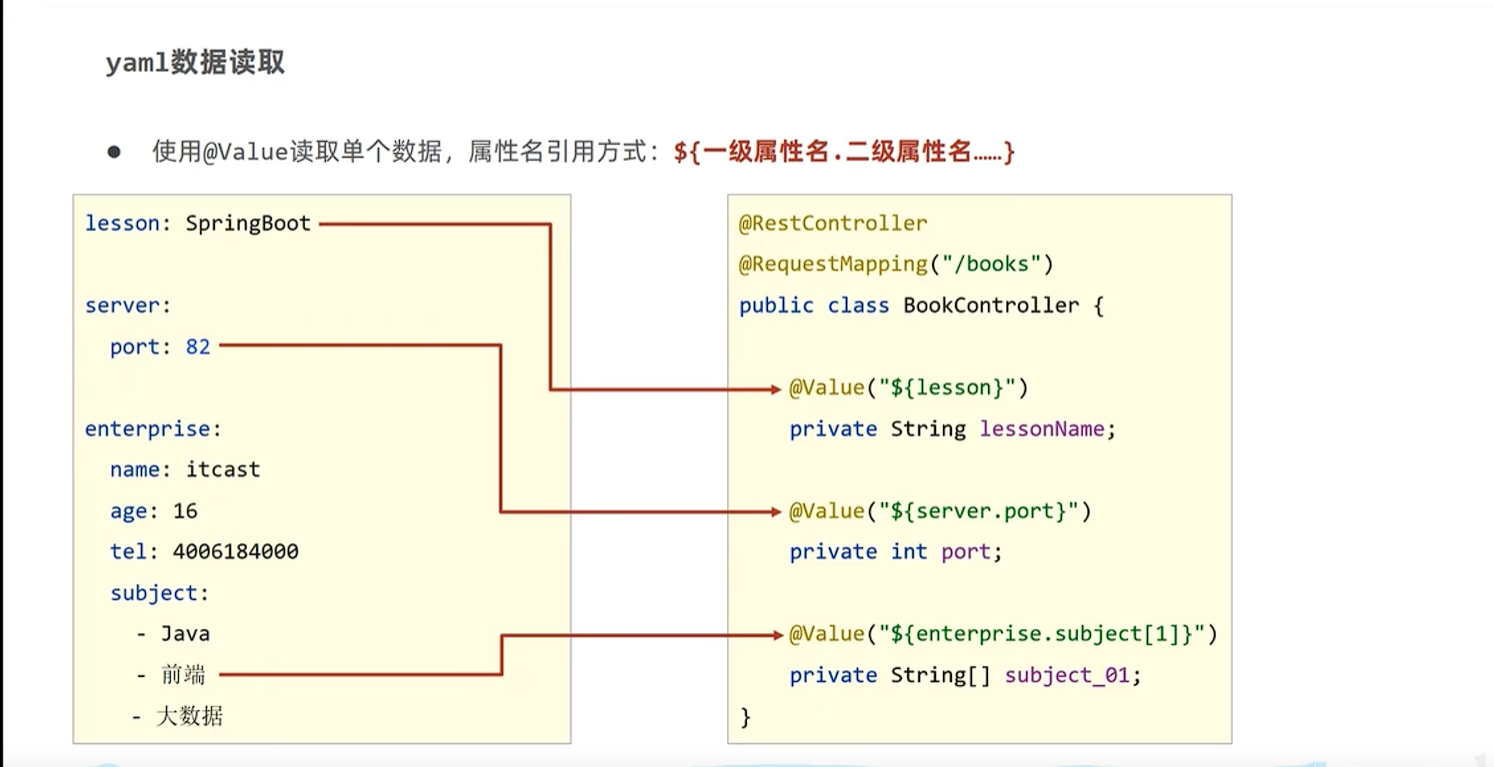 yaml数据读取
● 使用@Value读取单个数据，属性名引用方式：${一级属性名.二级属性名……}
lesson: SpringBoot
server:
port: 82
enterprise:
name: itcast
age: 16
tel: 4006184000
subject:
- Java
- 前端
- 大数据
@RestController
@RequestMapping("/books")
public class BookController {
@Value("${lesson}")
private String lessonName;
@Value("${server.port}")
private int port;
@Value("${enterprise.subject[1]}")
private String[] subject_01;
}